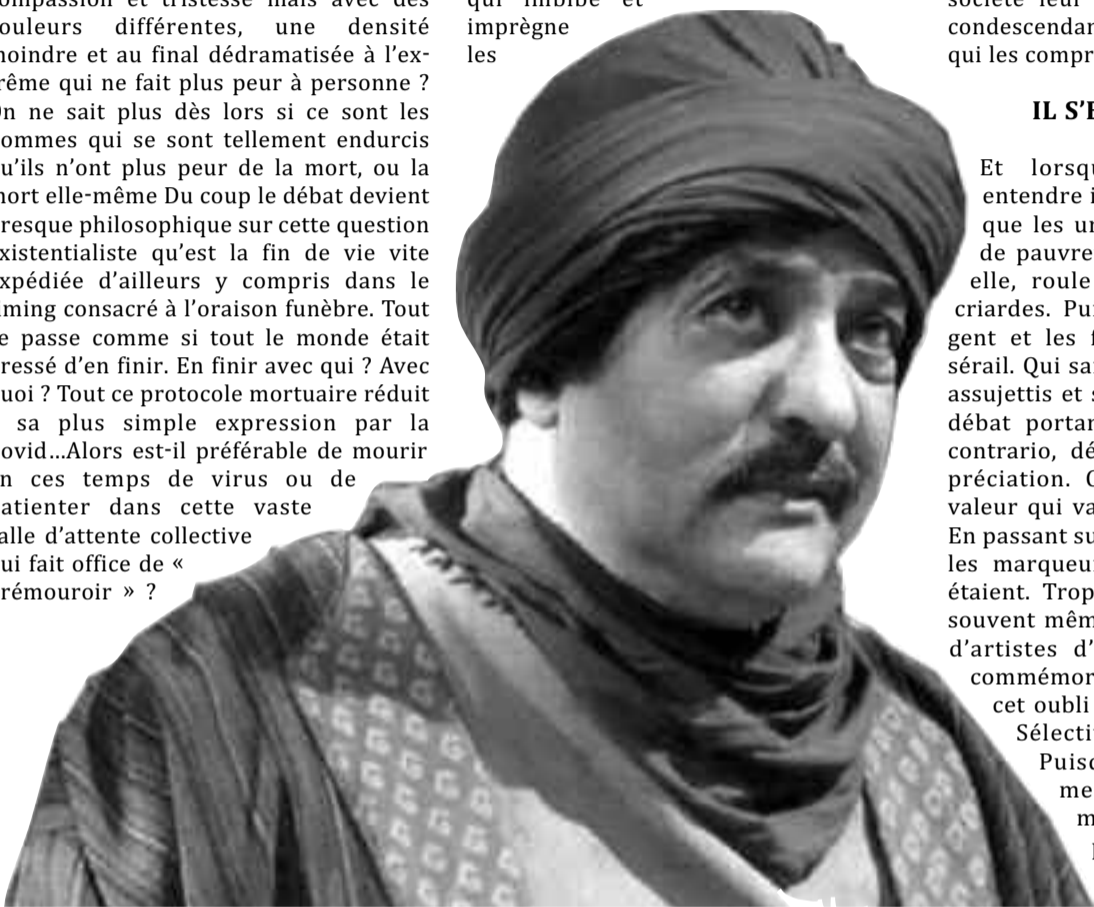 ompassion et tristesse mais avec des
ouleurs différentes, une densité
moindre et au final dédramatisée à l'ex-
rême qui ne fait plus peur à personne ?
On ne sait plus dès lors si ce sont les
ommes qui se sont tellement endurcis
u'ils n'ont plus peur de la mort, ou la
mort elle-même Du coup le débat devient
resque philosophique sur cette question
xistentialiste qu'est la fin de vie vite
xpédiée d'ailleurs y compris dans le
iming consacré à l'oraison funèbre. Tout
e passe comme si tout le monde était
ressé d'en finir. En finir avec qui ? Avec
uoi ? Tout ce protocole mortuaire réduit
sa plus simple expression par la
ovid...Alors est-il préférable de mourir
n ces temps de virus ou de
atienter dans cette vaste
alle d'attente collective
ui fait office de «
rémouroir » ?
qui imbibe et
imprègne
les
société leur
condescendan
qui les compr
IL S'E
Et lorsqu
entendre i
que les un
de pauvre
elle, roule
criardes. Pui
gent et les f
sérail. Qui sai
assujettis et s
débat portan
contrario, dé
préciation. C
valeur qui va
En passant su
les marqueur
étaient. Trop
souvent mêm
d'artistes d'
commémor
cet oubli
Sélecti
Puisq
me
m